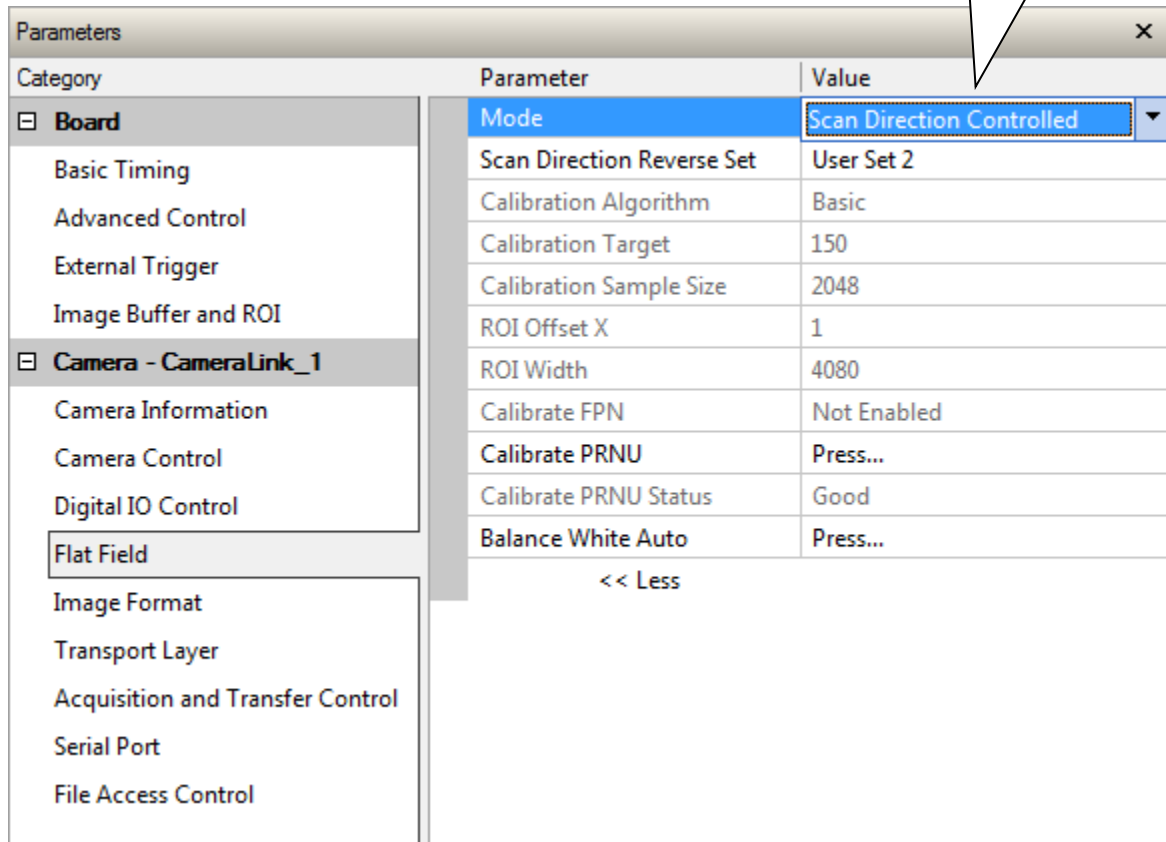 Parameters
Category
Parameter
Value
Board
Basic Timing
Advanced Control
External Trigger
Image Buffer and ROI
Camera - CameraLink_1
Camera Information
Camera Control
Digital IO Control
Flat Field
Image Format
Transport Layer
Acquisition and Transfer Control
Serial Port
File Access Control
Mode Scan Direction Controlled
Scan Direction Reverse Set User Set 2
Calibration Algorithm Basic
Calibration Target 150
Calibration Sample Size 2048
ROI Offset X 1
ROI Width 4080
Calibrate FPN Not Enabled
Calibrate PRNU Press...
Calibrate PRNU Status Good
Balance White Auto Press...
<< Less